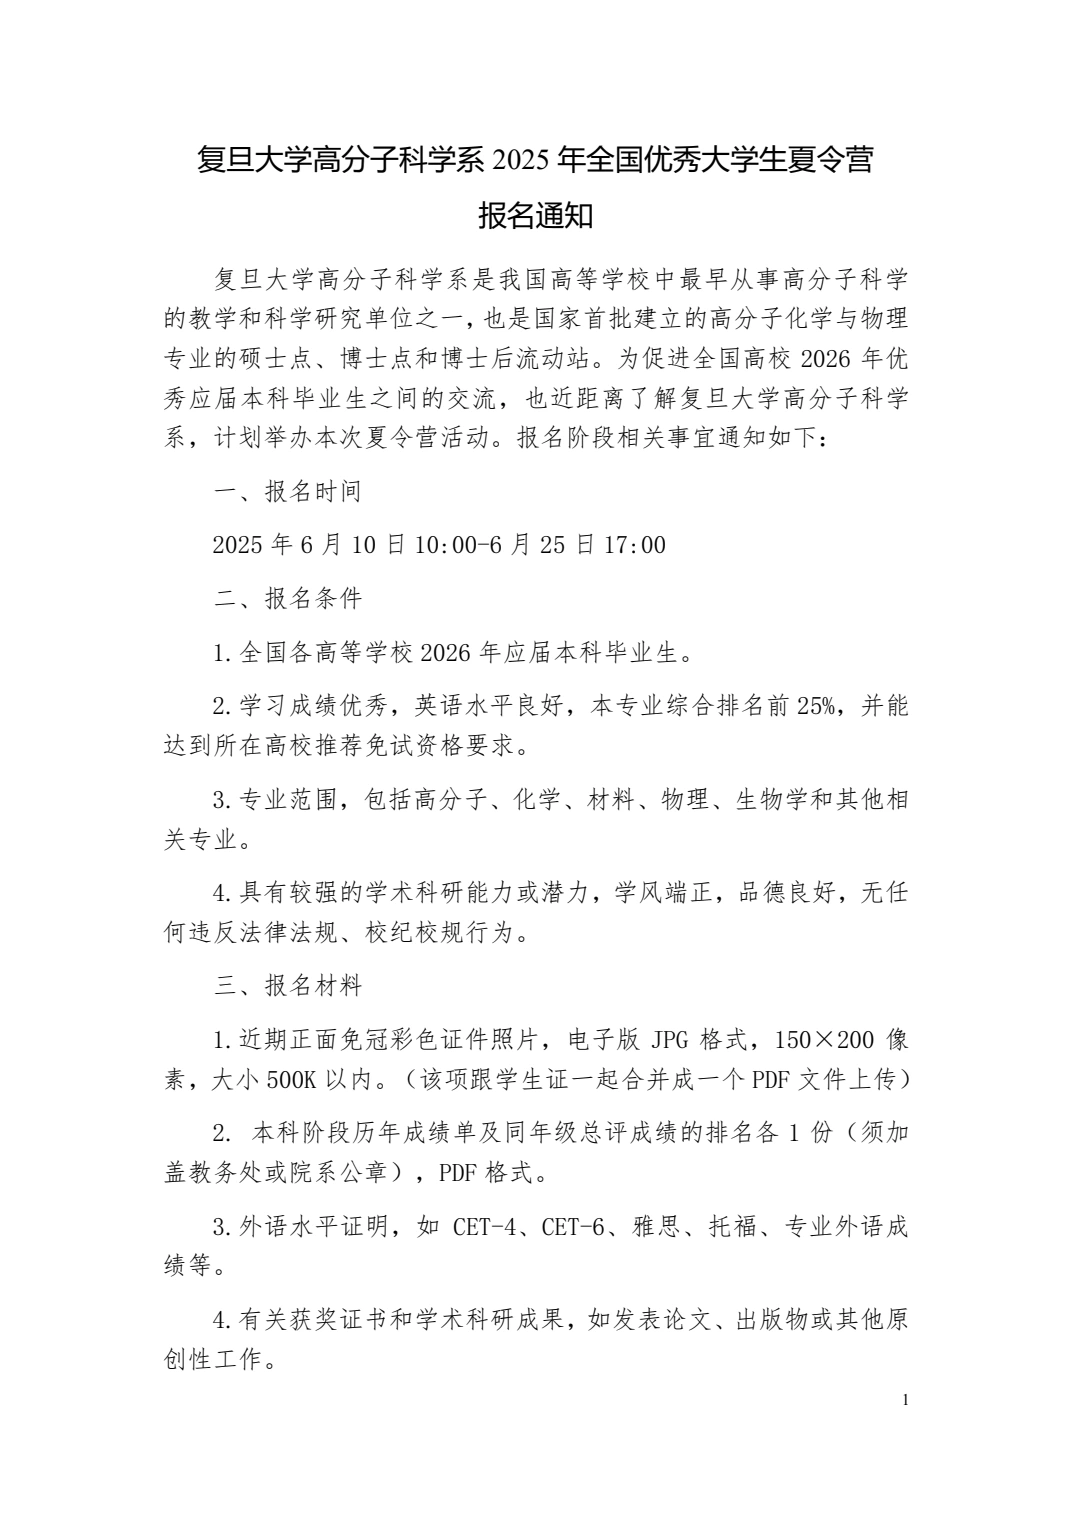 复旦大学高分子科学系 2025 年全国优秀大学生夏令营
报名通知
复旦大学高分子科学系是我国高等学校中最早从事高分子科学
的教学和科学研究单位之一，也是国家首批建立的高分子化学与物理
专业的硕士点、博士点和博士后流动站。为促进全国高校 2026 年优
秀应届本科毕业生之间的交流，也近距离了解复旦大学高分子科学
系，计划举办本次夏令营活动。报名阶段相关事宜通知如下：
一、报名时间
2025 年 6 月 10 日 10:00-6 月 25 日 17:00
二、报名条件
1.全国各高等学校 2026 年应届本科毕业生。
2.学习成绩优秀，英语水平良好，本专业综合排名前 25%，并能
达到所在高校推荐免试资格要求。
3.专业范围，包括高分子、化学、材料、物理、生物学和其他相
关专业。
4.具有较强的学术科研能力或潜力，学风端正，品德良好，无任
何违反法律法规、校纪校规行为。
三、报名材料
1.近期正面免冠彩色证件照片，电子版 JPG 格式，150×200 像
素，大小 500K 以内。（该项跟学生证一起合并成一个 PDF 文件上传）
2. 本科阶段历年成绩单及同年级总评成绩的排名各 1 份（须加
盖教务处或院系公章），PDF 格式。
3.外语水平证明，如 CET-4、CET-6、雅思、托福、专业外语成
绩等。
4.有关获奖证书和学术科研成果，如发表论文、出版物或其他原
创性工作。
1